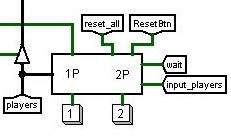 reset_all ResetBtn
1P 2P wait
input_players
players
1 2